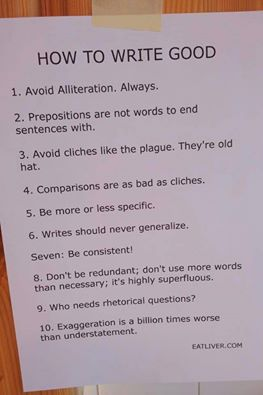 HOW TO WRITE GOOD
1. Avoid Alliteration. Always.
2. Prepositions are not words to end
sentences with.
3. Avoid cliches like the plague. They're old
hat.
4. Comparisons are as bad as cliches.
5. Be more or less specific.
6. Writes should never generalize.
Seven: Be consistent!
8. Don't be redundant; don't use more words
than necessary; it's highly superfluous.
9. Who needs rhetorical questions?
10. Exaggeration is a billion times worse
than understatement.
EATLIVER.COM